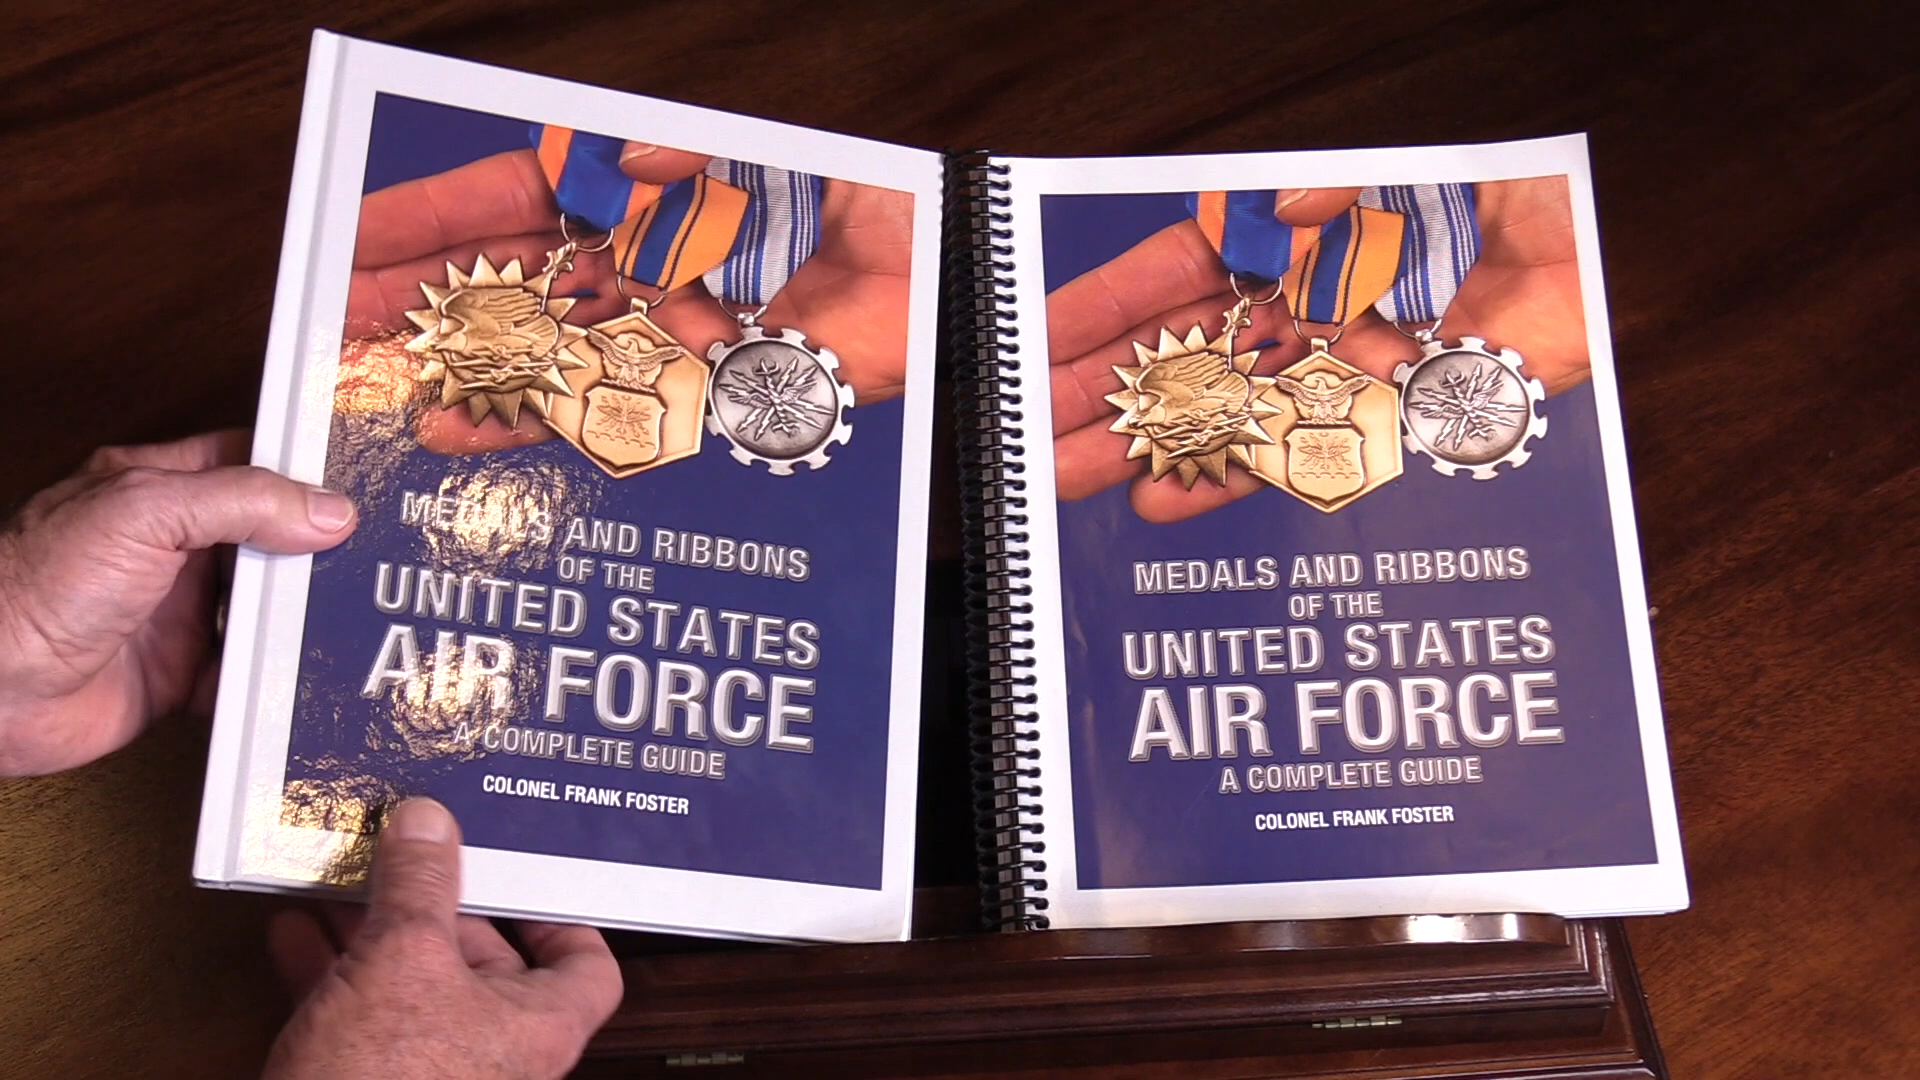 MEDALS AND RIBBONS
OF THE
UNITED STATES
AIR FORCE
A COMPLETE GUIDE
COLONEL FRANK FOSTER
MEDALS AND RIBBONS
OF THE
UNITED STATES
AIR FORCE
A COMPLETE GUIDE
COLONEL FRANK FOSTER